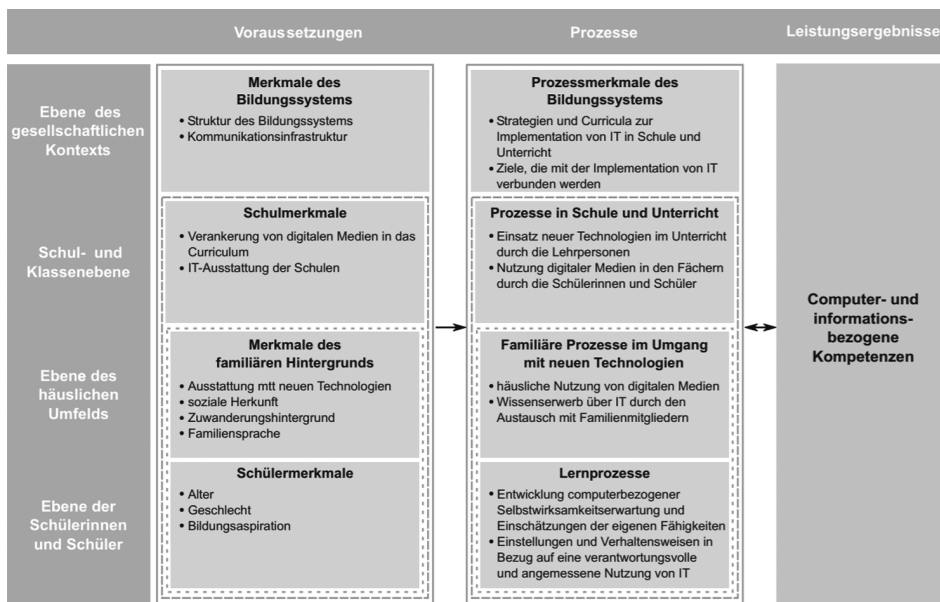 Voraussetzungen
Prozesse
Leistungsergebnisse
Ebene des
gesellschaftlichen
Kontexts
Merkmale des
Bildungssystems
• Struktur des Bildungssystems
• Kommunikationsinfrastruktur
Prozessmerkmale des
Bildungssystems
• Strategien und Curricula zur
Implementation von IT in Schule und
Unterricht
• Ziele, die mit der Implementation von IT
verbunden werden
Schul- und
Klassenebene
Schulmerkmale
• Verankerung von digitalen Medien in das
Curriculum
• IT-Ausstattung der Schulen
Prozesse in Schule und Unterricht
• Einsatz neuer Technologien im Unterricht
durch die Lehrpersonen
• Nutzung digitaler Medien in den Fächern
durch die Schülerinnen und Schüler
Ebene des
häuslichen
Umfelds
Merkmale des
familiären Hintergrunds
• Ausstattung mtt neuen Technologien
• soziale Herkunft
• Zuwanderungshintergrund
• Familiensprache
Familiäre Prozesse im Umgang
mit neuen Technologien
• häusliche Nutzung von digitalen Medien
• Wissenserwerb über IT durch den
Austausch mit Familienmitgliedern
Ebene der
Schülerinnen
und Schüler
Schülermerkmale
• Alter
• Geschlecht
• Bildungsaspiration
Lernprozesse
• Entwicklung computerbezogener
Selbstwirksamkeitserwartung und
Einschätzungen der eigenen Fähigkeiten
• Einstellungen und Verhaltensweisen in
Bezug auf eine verantwortungsvolle
und angemessene Nutzung von IT
Computer- und
informations-
bezogene
Kompetenzen